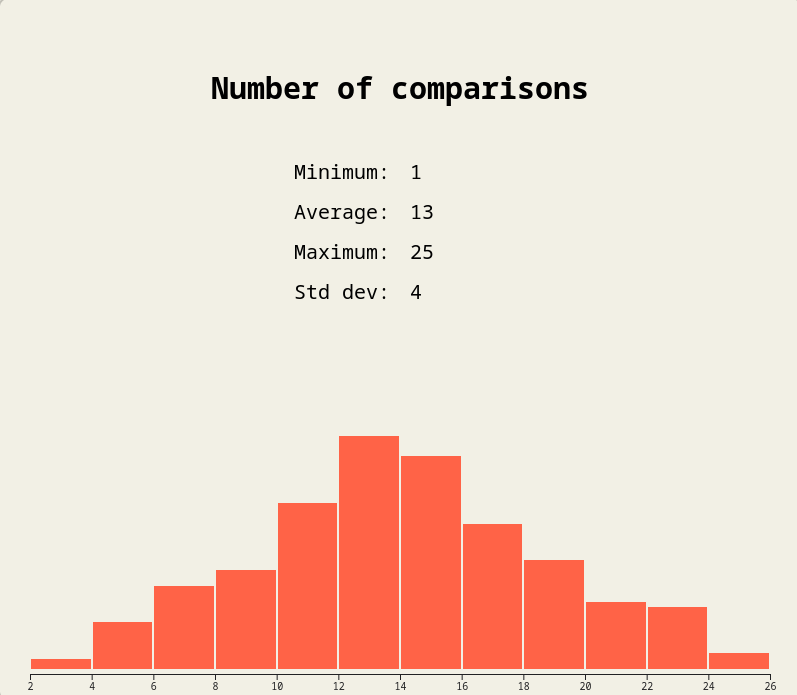 Number of comparisons
Minimum: 1
Average: 13
Maximum: 25
Std dev: 4
2 4 6 8 10 12 14 16 18 20 22 24 26